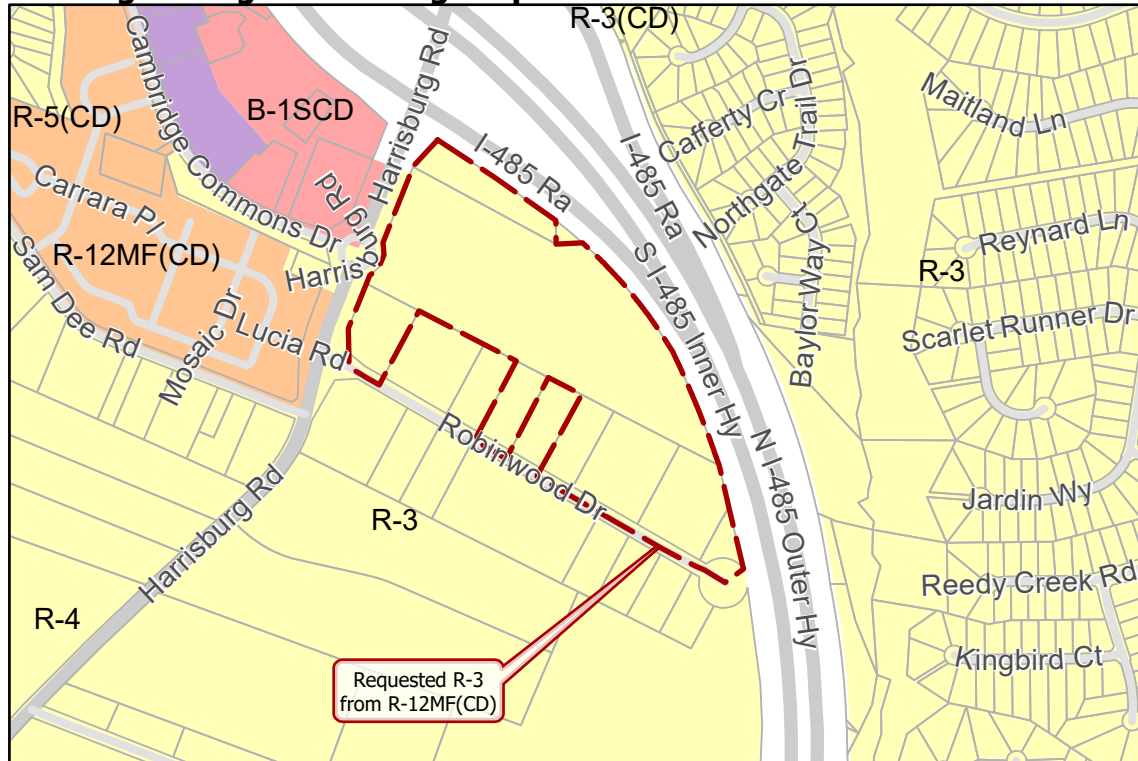 R-3(CD)
Cambridge Commons Dr
Harrisburg Rd
R-5(CD)
B-1SCD
I-485 Ra
I-485 Ra
Cafferty Cr
Northgate Trail Dr
Maitland Ln
Carrara Pl
R-12MF(CD)
Harrisburg Rd
S I-485 Inner Hy
Baylor Way Ct
Reynard Ln
R-3
Sam Dee Rd
Mosaic Dr
Lucia Rd
Scarlet Runner Dr
Robinwood Dr
N I-485 Outer Hy
Harrisburg Rd
R-3
Jardin Wy
Reedy Creek Rd
R-4
Kingbird Ct
Requested R-3
from R-12MF(CD)